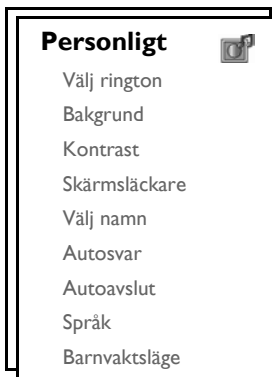 Personligt
Välj rington
Bakgrund
Kontrast
Skärmsläckare
Välj namn
Autosvar
Autoavslut
Språk
Barnvaktsläge